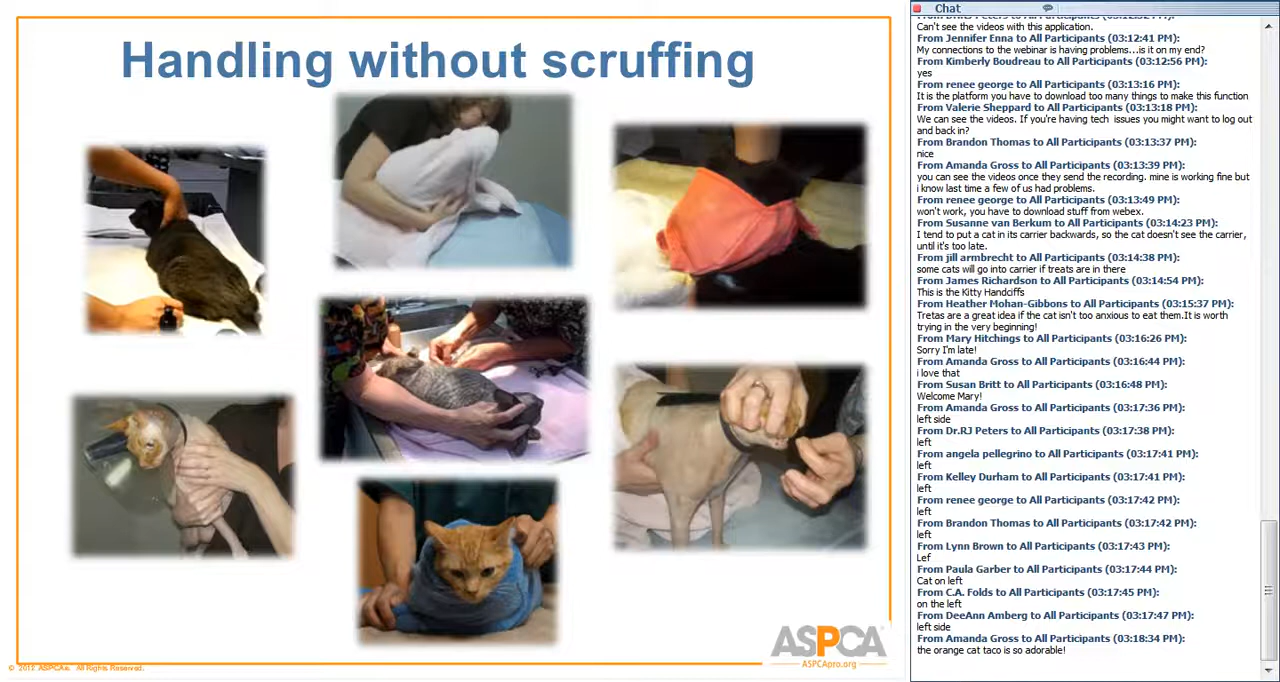 Handling without scruffing
© 2012 ASPCA®. All Rights Reserved.
ASPCA®
ASPCApro.org
Chat
Can't see the videos with this application.
From Jennifer Enna to All Participants (03:12:41 PM):
My connections to the webinar is having problems...is it on my end?
From Kimberly Boudreau to All Participants (03:12:56 PM):
yes
From renee george to All Participants (03:13:16 PM):
It is the platform you have to download too many things to make this function
From Valerie Sheppard to All Participants (03:13:18 PM):
We can see the videos. If you're having tech issues you might want to log out
and back in?
From Brandon Thomas to All Participants (03:13:37 PM):
nice
From Amanda Gross to All Participants (03:13:39 PM):
you can see the videos once they send the recording. mine is working fine but
i know last time a few of us had problems.
From renee george to All Participants (03:13:49 PM):
won't work, you have to download stuff from webex.
From Susanne van Berkum to All Participants (03:14:23 PM):
I tend to put a cat in its carrier backwards, so the cat doesn't see the carrier,
until it's too late.
From jill armbrecht to All Participants (03:14:38 PM):
some cats will go into carrier if treats are in there
From James Richardson to All Participants (03:14:54 PM):
This is the Kitty Handciffs
From Heather Mohan-Gibbons to All Participants (03:15:37 PM):
Tretas are a great idea if the cat isn't too anxious to eat them.It is worth
trying in the very beginning!
From Mary Hitchings to All Participants (03:16:26 PM):
Sorry I'm late!
From Amanda Gross to All Participants (03:16:44 PM):
i love that
From Susan Britt to All Participants (03:16:48 PM):
Welcome Mary!
From Amanda Gross to All Participants (03:17:36 PM):
left side
From Dr.RJ Peters to All Participants (03:17:38 PM):
left
From angela pellegrino to All Participants (03:17:41 PM):
left
From Kelley Durham to All Participants (03:17:41 PM):
left
From renee george to All Participants (03:17:42 PM):
left
From Brandon Thomas to All Participants (03:17:42 PM):
left
From Lynn Brown to All Participants (03:17:43 PM):
Lef
From Paula Garber to All Participants (03:17:44 PM):
Cat on left
From C.A. Folds to All Participants (03:17:45 PM):
on the left
From DeeAnn Amberg to All Participants (03:17:47 PM):
left side
From Amanda Gross to All Participants (03:18:34 PM):
the orange cat taco is so adorable!